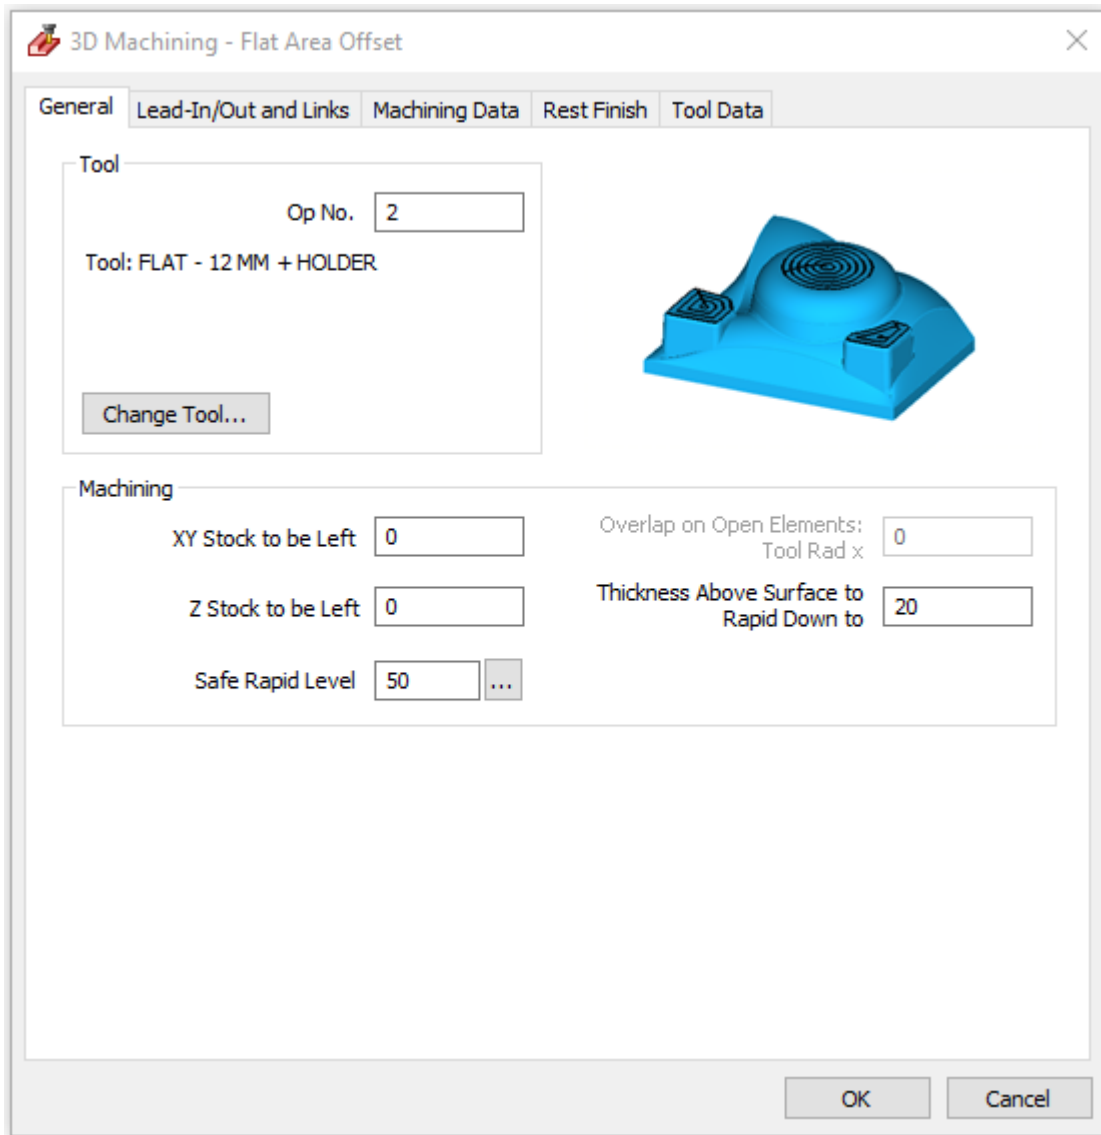 3D Machining - Flat Area Offset
General Lead-In/Out and Links Machining Data Rest Finish Tool Data
Tool
Op No. 2
Tool: FLAT - 12 MM + HOLDER
Change Tool...
Machining
XY Stock to be Left 0
Overlap on Open Elements:
Tool Rad x 0
Z Stock to be Left 0
Thickness Above Surface to
Rapid Down to 20
Safe Rapid Level 50 ...
OK Cancel